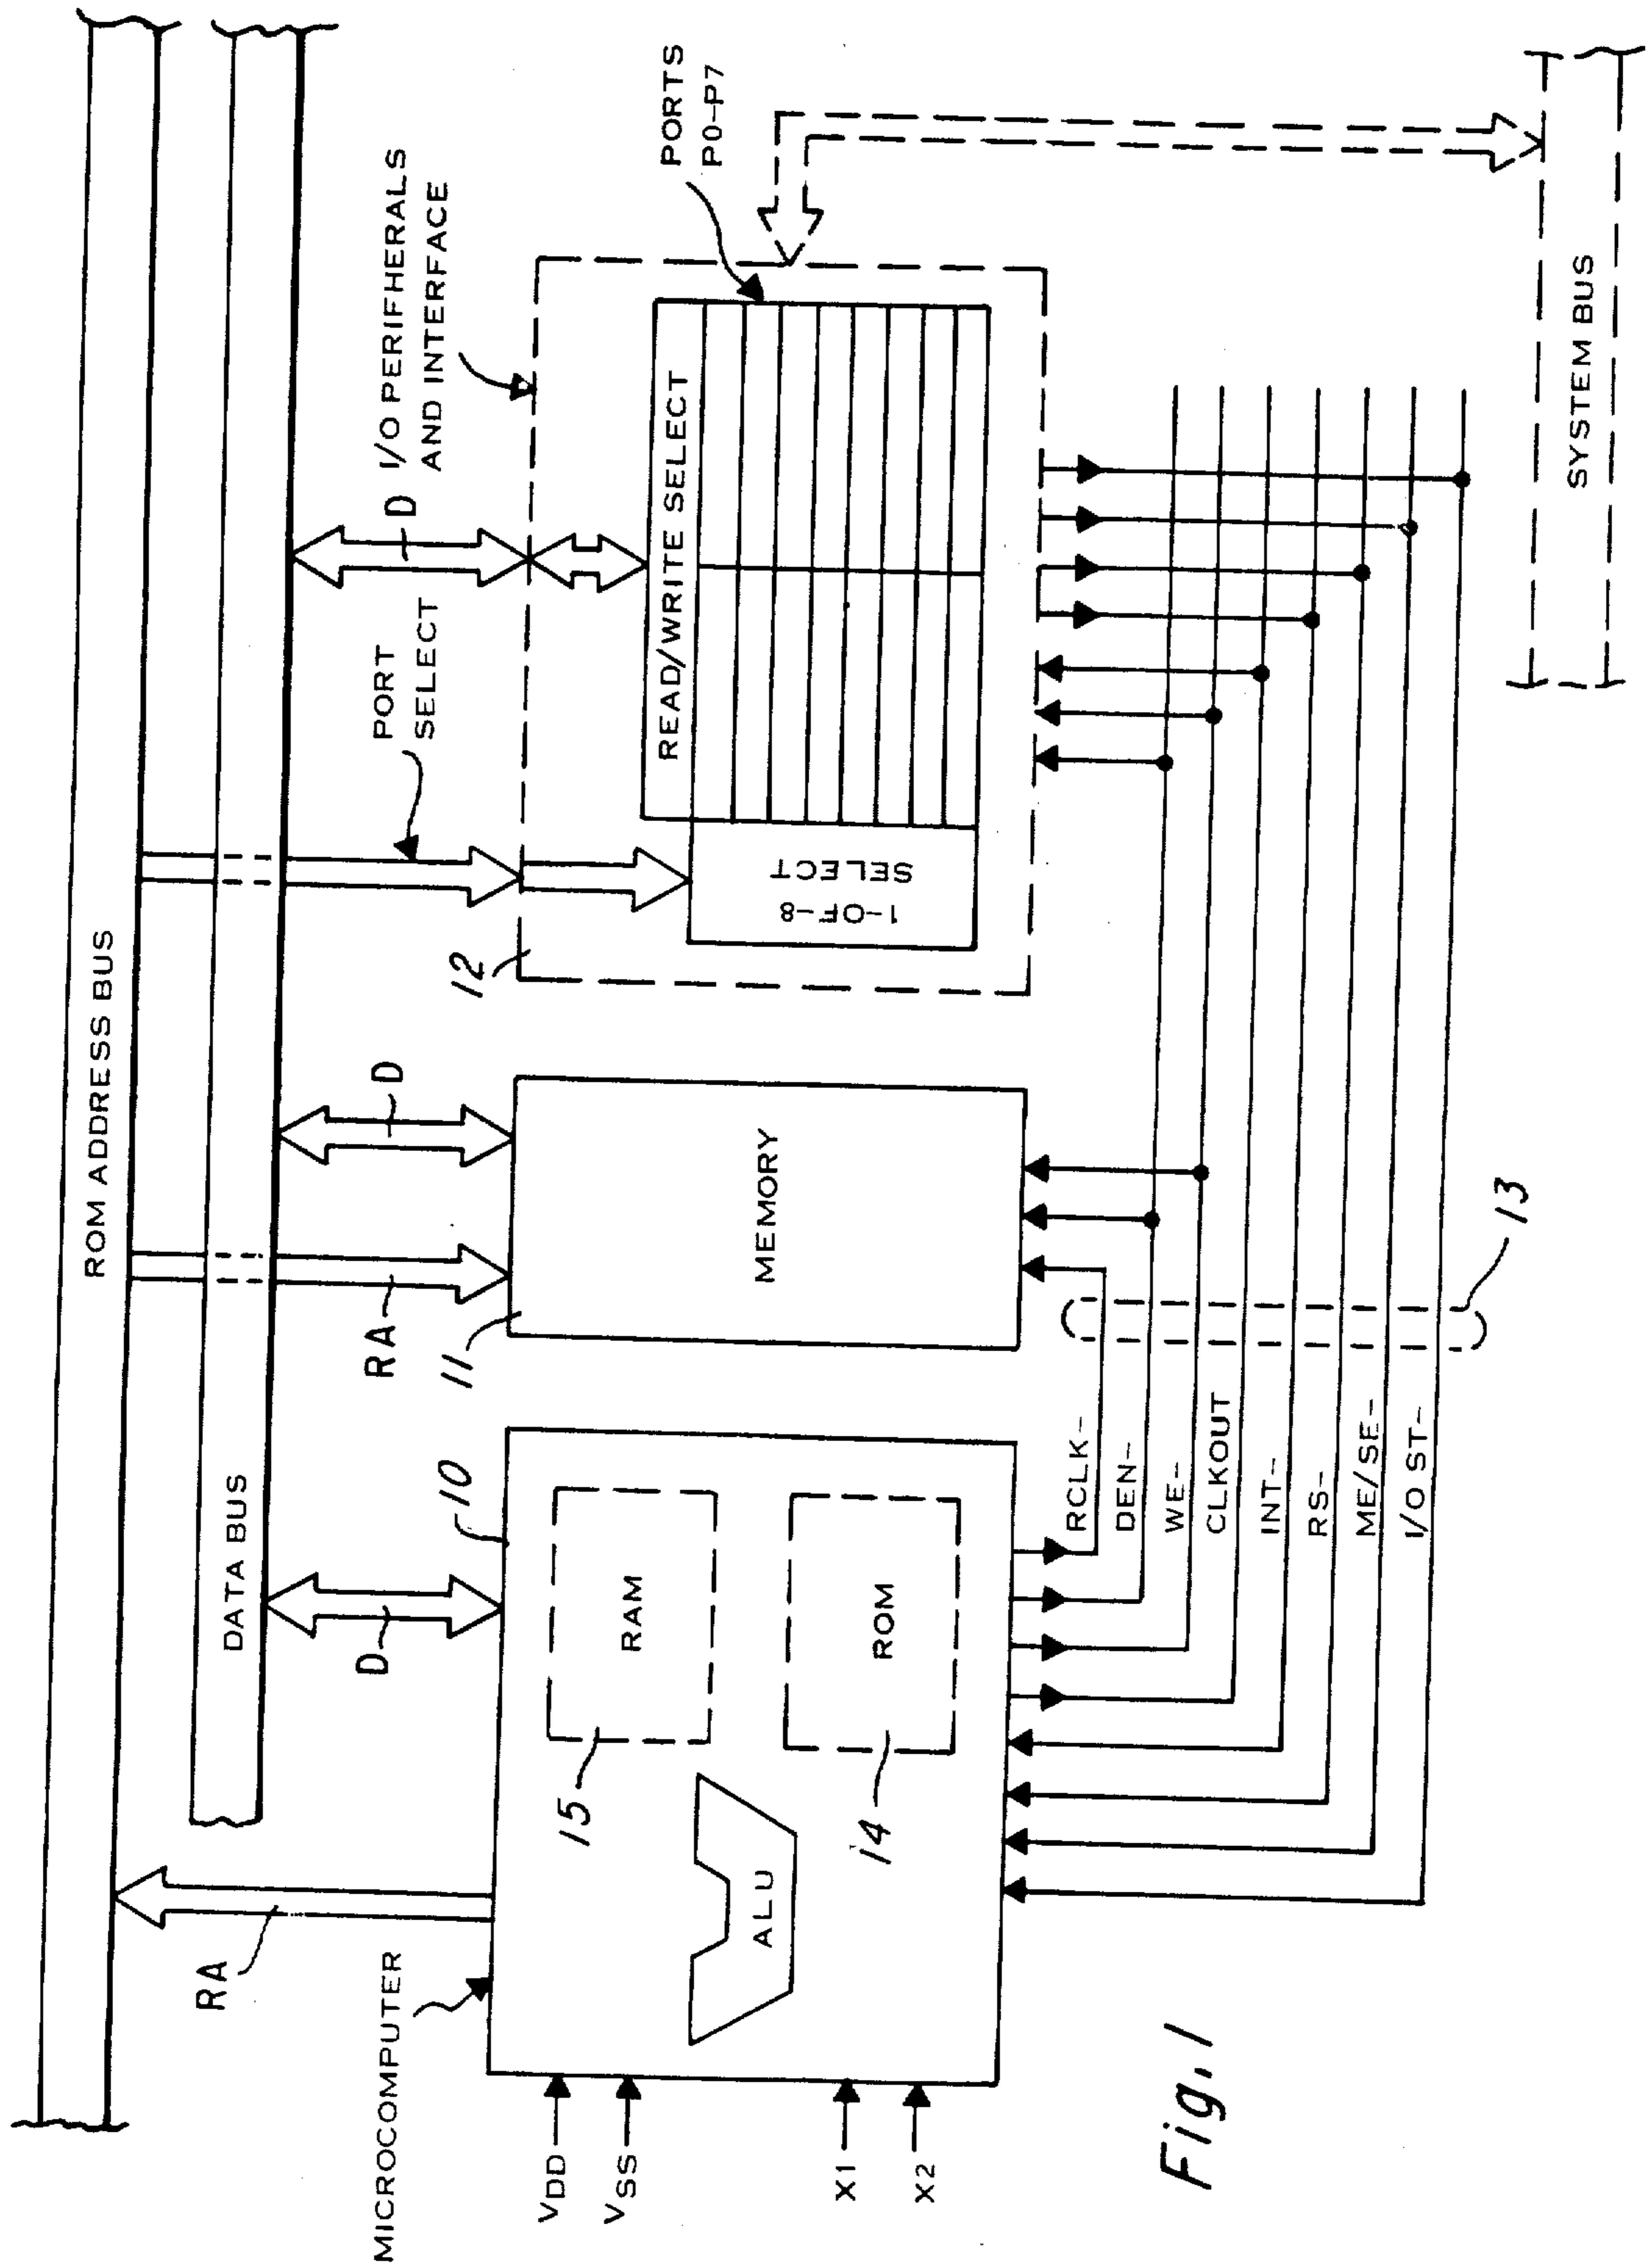 ROM ADDRESS BUS
DATA BUS
RA
D
RA
D
PORT
SELECT
D
I/O PERIFHERALS
AND INTERFACE
MICROCOMPUTER
10
11
12
PORTS
P0-P7
VDD
VSS
X1
X2
15
RAM
ALU
14
ROM
MEMORY
READ/WRITE SELECT
1-OF-8
SELECT
RCLK-
DEN-
WE-
CLKOUT
INT-
RS-
ME/SE-
I/O ST-
13
SYSTEM BUS
Fig. 1